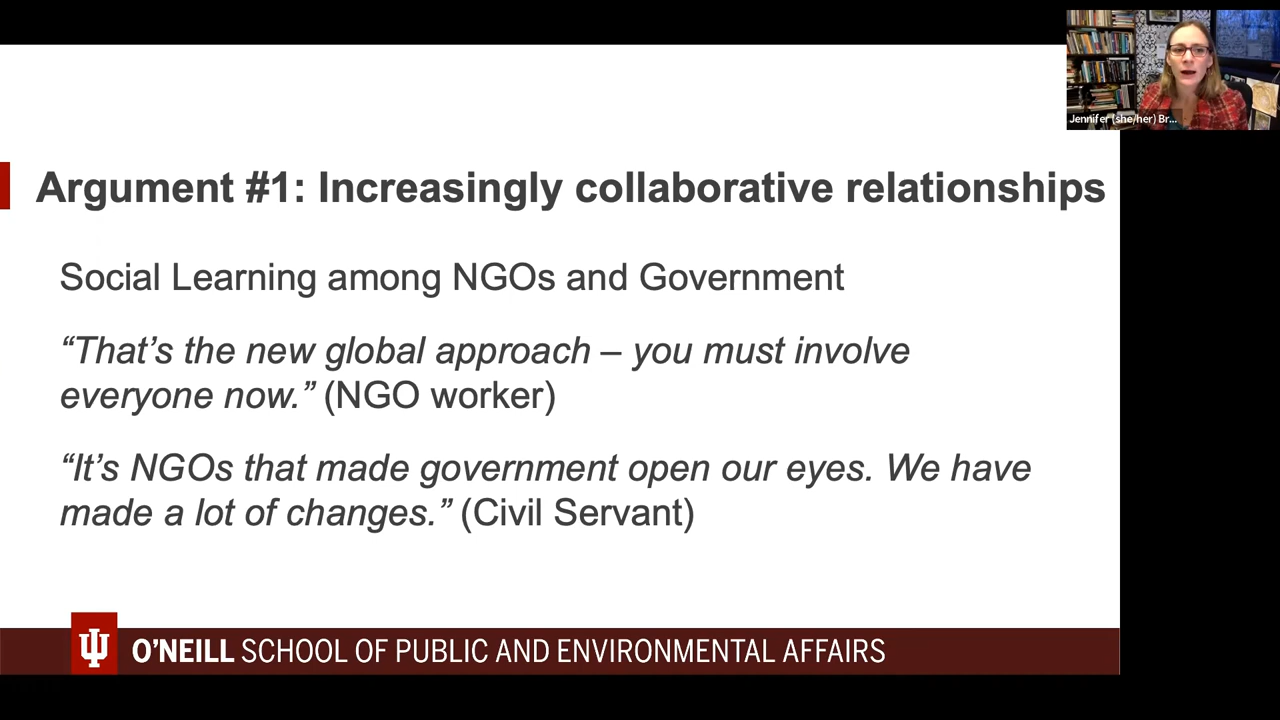 Jennifer (she/her) Br...
Argument #1: Increasingly collaborative relationships
Social Learning among NGOs and Government
“That’s the new global approach – you must involve
everyone now.” (NGO worker)
“It’s NGOs that made government open our eyes. We have
made a lot of changes.” (Civil Servant)
O’NEILL SCHOOL OF PUBLIC AND ENVIRONMENTAL AFFAIRS